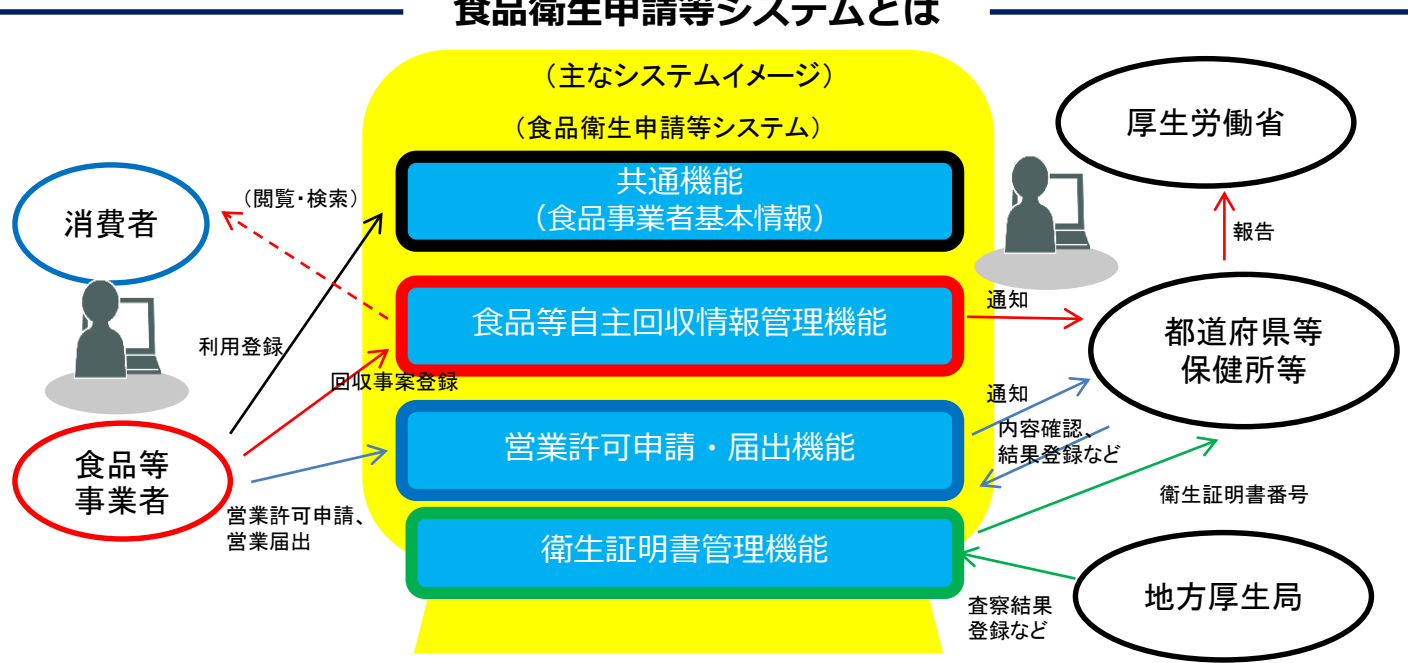 食品衛生申請等システムとは
（主なシステムイメージ）
（食品衛生申請等システム）
共通機能
（食品事業者基本情報）
食品等自主回収情報管理機能
営業許可申請・届出機能
衛生証明書管理機能
消費者
（閲覧・検索）
利用登録
回収事案登録
食品等
事業者
営業許可申請、
営業届出
厚生労働省
報告
通知
都道府県等
保健所等
通知
内容確認、
結果登録など
衛生証明書番号
地方厚生局
査察結果
登録など